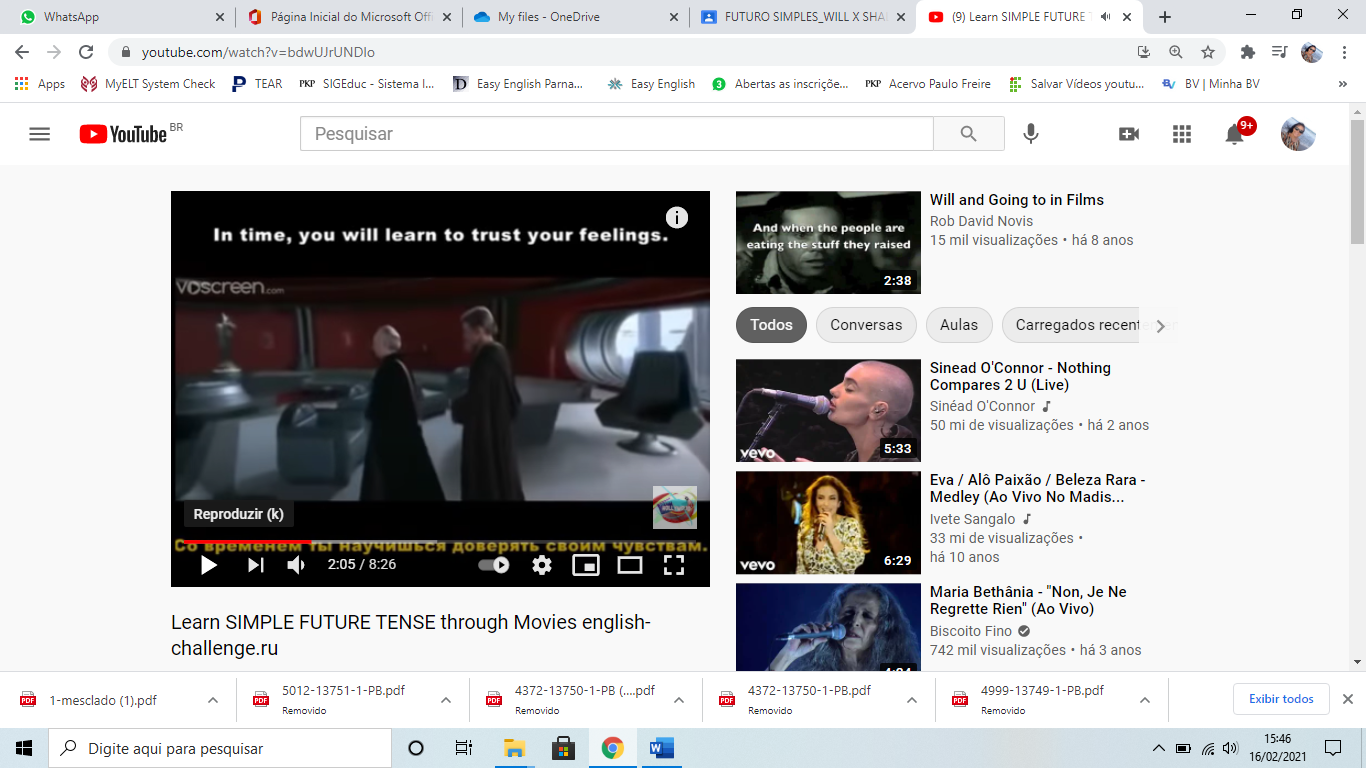 WhatsApp
Página Inicial do Microsoft Offi
My files - OneDrive
FUTURO SIMPLES_WILL X SHA
(9) Learn SIMPLE FUTURE T
youtube.com/watch?v=bdwUJrUNDIo
Apps
MyELT System Check
TEAR
PKP
SIGEduc - Sistema I...
Easy English Parna...
Easy English
3
Abertas as inscriçõe...
PKP
Acervo Paulo Freire
Salvar Vídeos youtu...
BV | Minha BV
YouTube BR
Pesquisar
9+
In time, you will learn to trust your feelings.
voscreen.com
Reproduzir (k)
Со временем ты научишься доверять своим чувствам.
2:05 / 8:26
Learn SIMPLE FUTURE TENSE through Movies english-
challenge.ru
And when the people are
eating the stuff they raised
2:38
Will and Going to in Films
Rob David Novis
15 mil visualizações • há 8 anos
Todos
Conversas
Aulas
Carregados recent
vevo
5:33
Sinead O'Connor - Nothing
Compares 2 U (Live)
Sinéad O'Connor
50 mi de visualizações • há 2 anos
vevo
6:29
Eva / Alô Paixão / Beleza Rara -
Medley (Ao Vivo No Madis...
Ivete Sangalo
33 mi de visualizações •
há 10 anos
Maria Bethânia - "Non, Je Ne
Regrette Rien" (Ao Vivo)
Biscoito Fino
742 mil visualizações • há 3 anos
PDF
1-mesclado (1).pdf
PDF
5012-13751-1-PB.pdf
Removido
PDF
4372-13750-1-PB (....pdf
Removido
PDF
4372-13750-1-PB.pdf
Removido
PDF
4999-13749-1-PB.pdf
Removido
Exibir todos
Digite aqui para pesquisar
15:46
16/02/2021